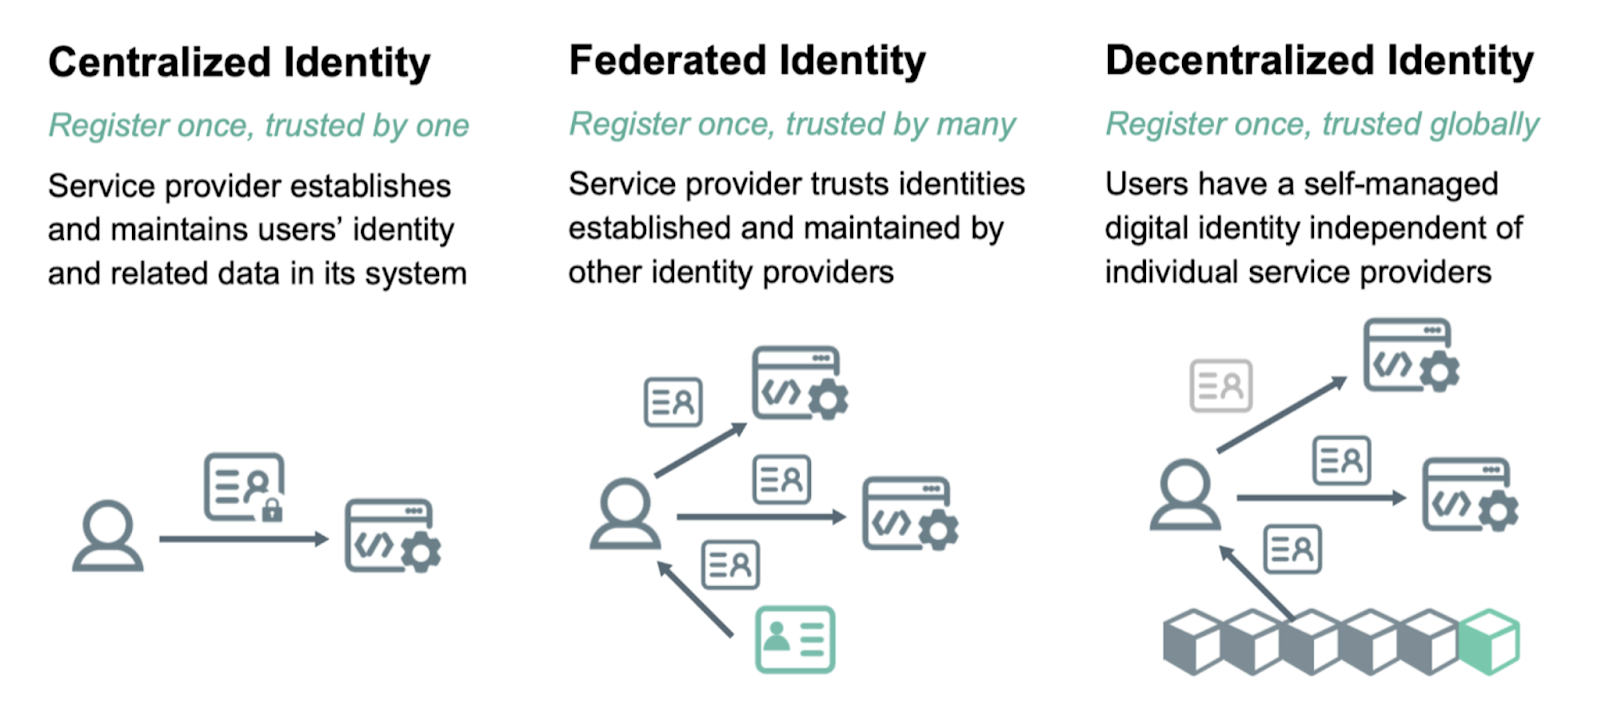 Centralized Identity
Register once, trusted by one
Service provider establishes
and maintains users’ identity
and related data in its system
Federated Identity
Register once, trusted by many
Service provider trusts identities
established and maintained by
other identity providers
Decentralized Identity
Register once, trusted globally
Users have a self-managed
digital identity independent of
individual service providers